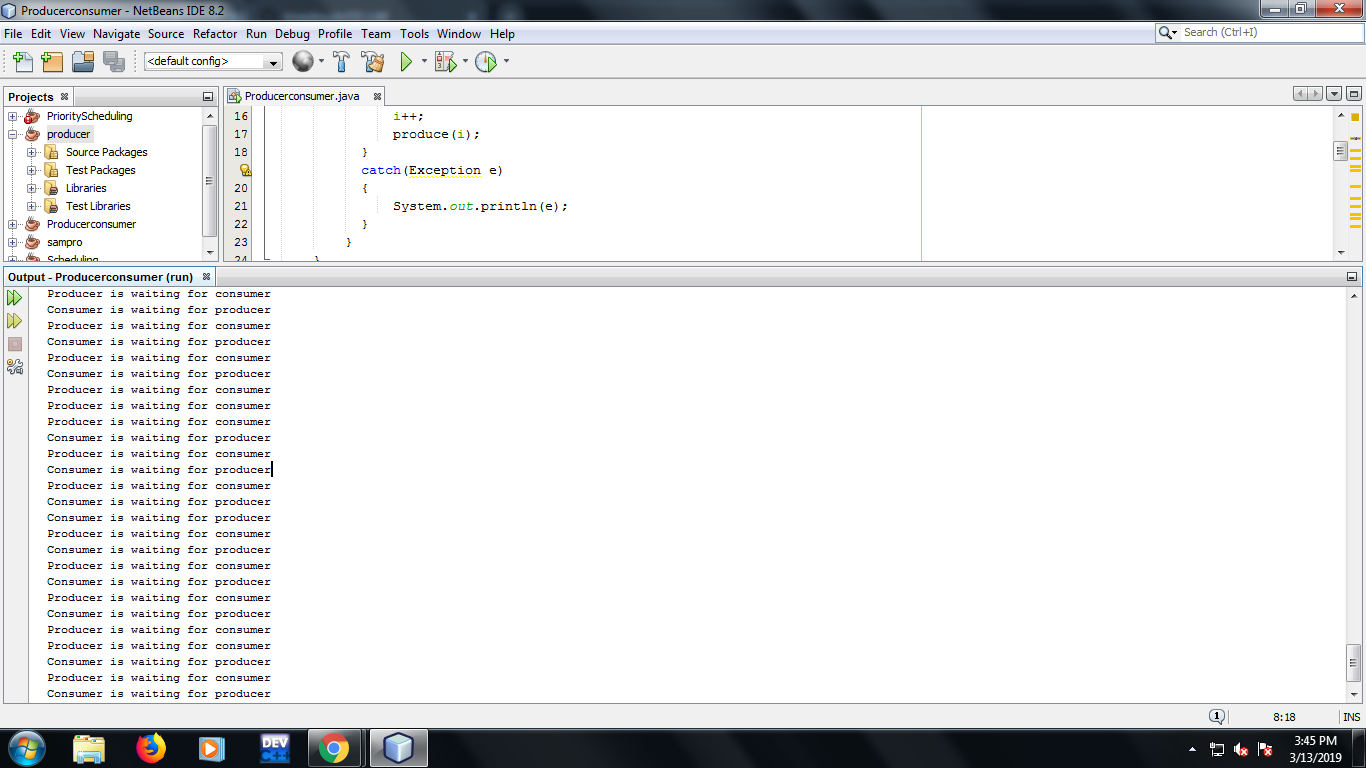 Producerconsumer - NetBeans IDE 8.2
File Edit View Navigate Source Refactor Run Debug Profile Team Tools Window Help
Search (Ctrl+I)
<default config>
Projects
PriorityScheduling
producer
Source Packages
Test Packages
Libraries
Test Libraries
Producerconsumer
sampro
Scheduling
Producerconsumer.java
16 i++;
17 produce(i);
18 }
catch(Exception e)
20 {
21 System.out.println(e);
22 }
23 }
24 }
Output - Producerconsumer (run)
Producer is waiting for consumer
Consumer is waiting for producer
Producer is waiting for consumer
Consumer is waiting for producer
Producer is waiting for consumer
Consumer is waiting for producer
Producer is waiting for consumer
Producer is waiting for consumer
Producer is waiting for consumer
Consumer is waiting for producer
Producer is waiting for consumer
Consumer is waiting for producer
Producer is waiting for consumer
Consumer is waiting for producer
Consumer is waiting for producer
Producer is waiting for consumer
Consumer is waiting for producer
Producer is waiting for consumer
Consumer is waiting for producer
Producer is waiting for consumer
Consumer is waiting for producer
Producer is waiting for consumer
Producer is waiting for consumer
Consumer is waiting for producer
Producer is waiting for consumer
Consumer is waiting for producer
1
8:18
INS
DEV
C++
3:45 PM
3/13/2019